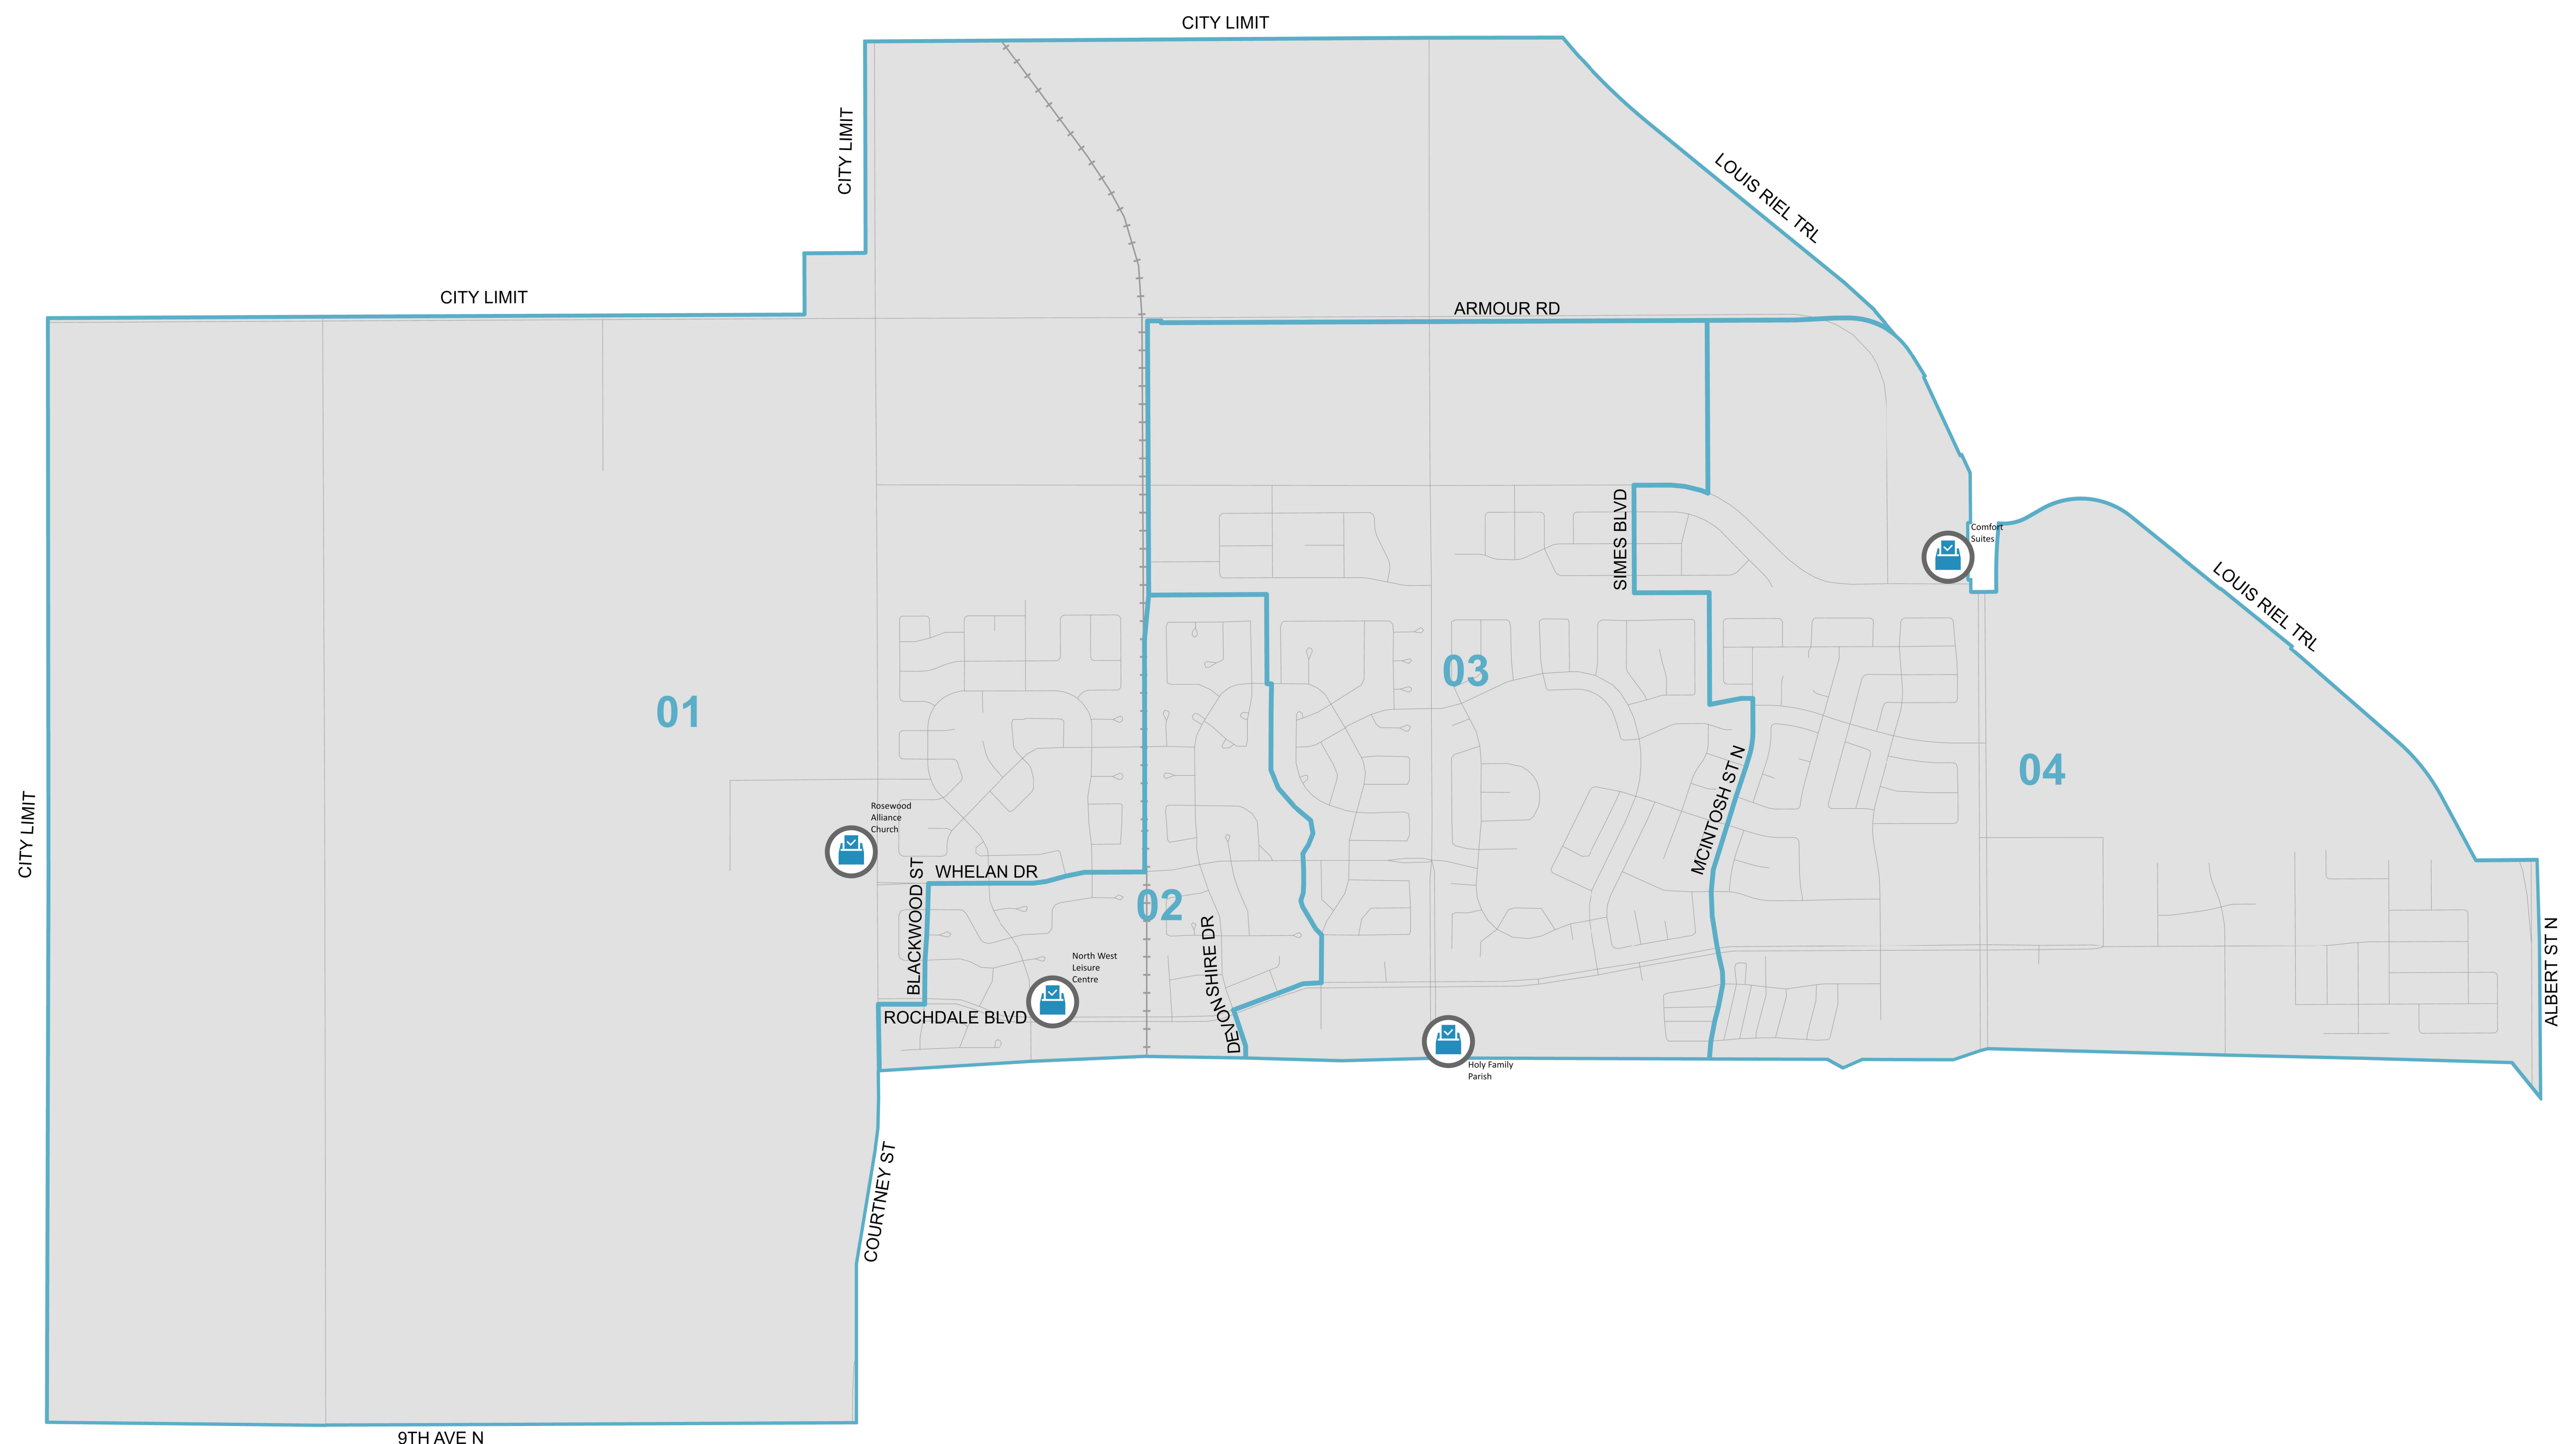 CITY LIMIT
CITY LIMIT
LOUIS RIEL TRL
CITY LIMIT
ARMOUR RD
SIMES BLVD
Comfort
Suites
LOUIS RIEL TRL
03
01
04
CITY LIMIT
MCINTOSH ST N
Rosewood
Alliance
Church
WHELAN DR
BLACKWOOD ST
02
DEVONSHIRE DR
North West
Leisure
Centre
ALBERT ST N
ROCHDALE BLVD
Holy Family
Parish
COURTNEY ST
9TH AVE N